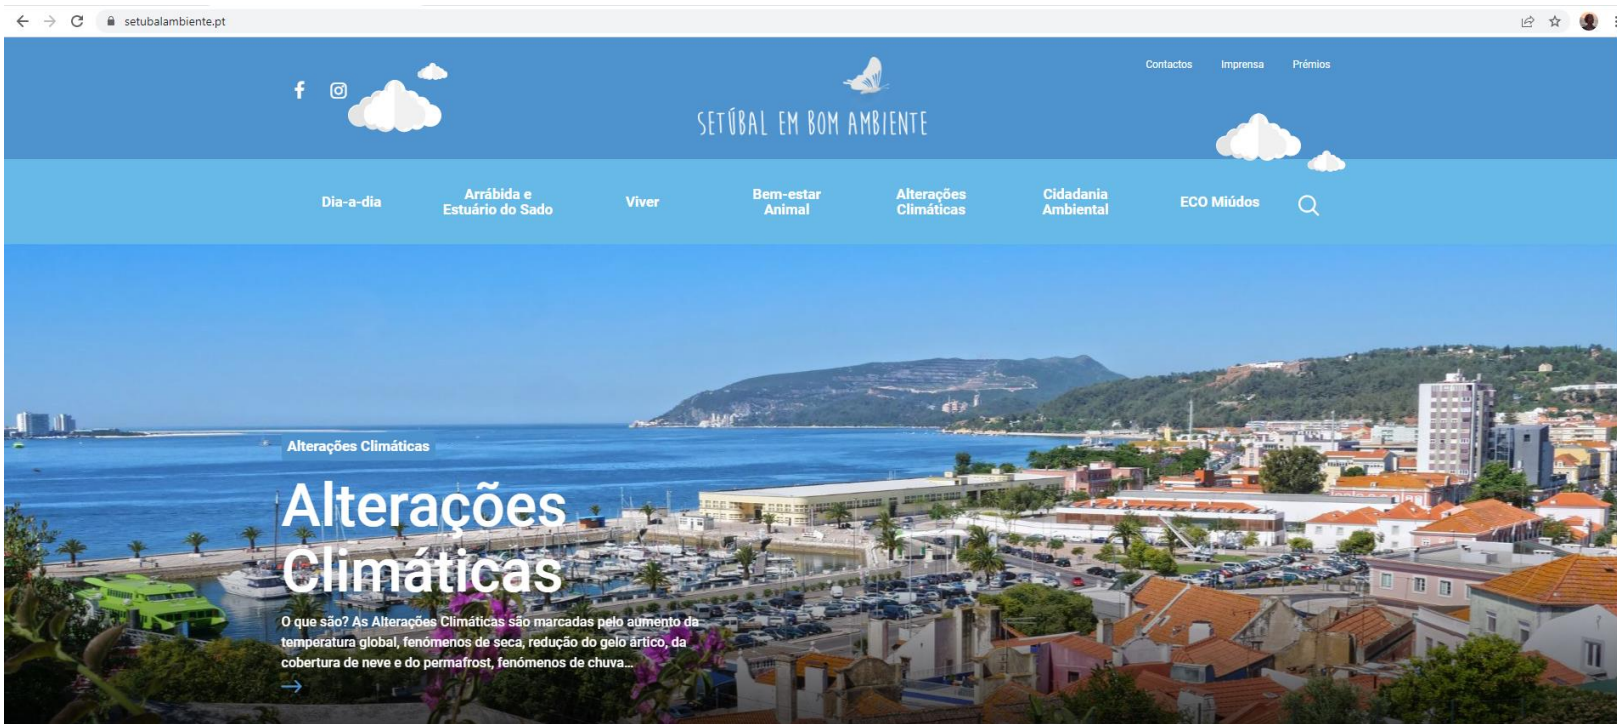 setubalambiente.pt
Contactos Imprensa Prémios
SETÚBAL EM BOM AMBIENTE
Dia-a-dia
Arrábida e
Estuário do Sado
Viver
Bem-estar
Animal
Alterações
Climáticas
Cidadania
Ambiental
ECO Miúdos
Alterações Climáticas
Alterações
Climáticas
O que são? As Alterações Climáticas são marcadas pelo aumento da
temperatura global, fenómenos de seca, redução do gelo ártico, da
cobertura de neve e do permafrost, fenómenos de chuva...